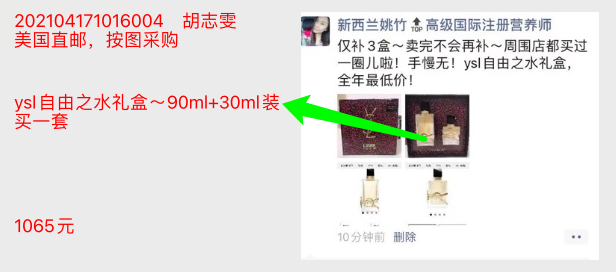 202104171016004 胡志雯
美国直邮，按图采购
ysl自由之水礼盒～90ml+30ml装
买一套
1065元
新西兰姚竹🔝高级国际注册营养师
仅补3盒～卖完不会再补～周围店都买过
一圈儿啦！手慢无！ysl自由之水礼盒，
全年最低价！
10分钟前 删除